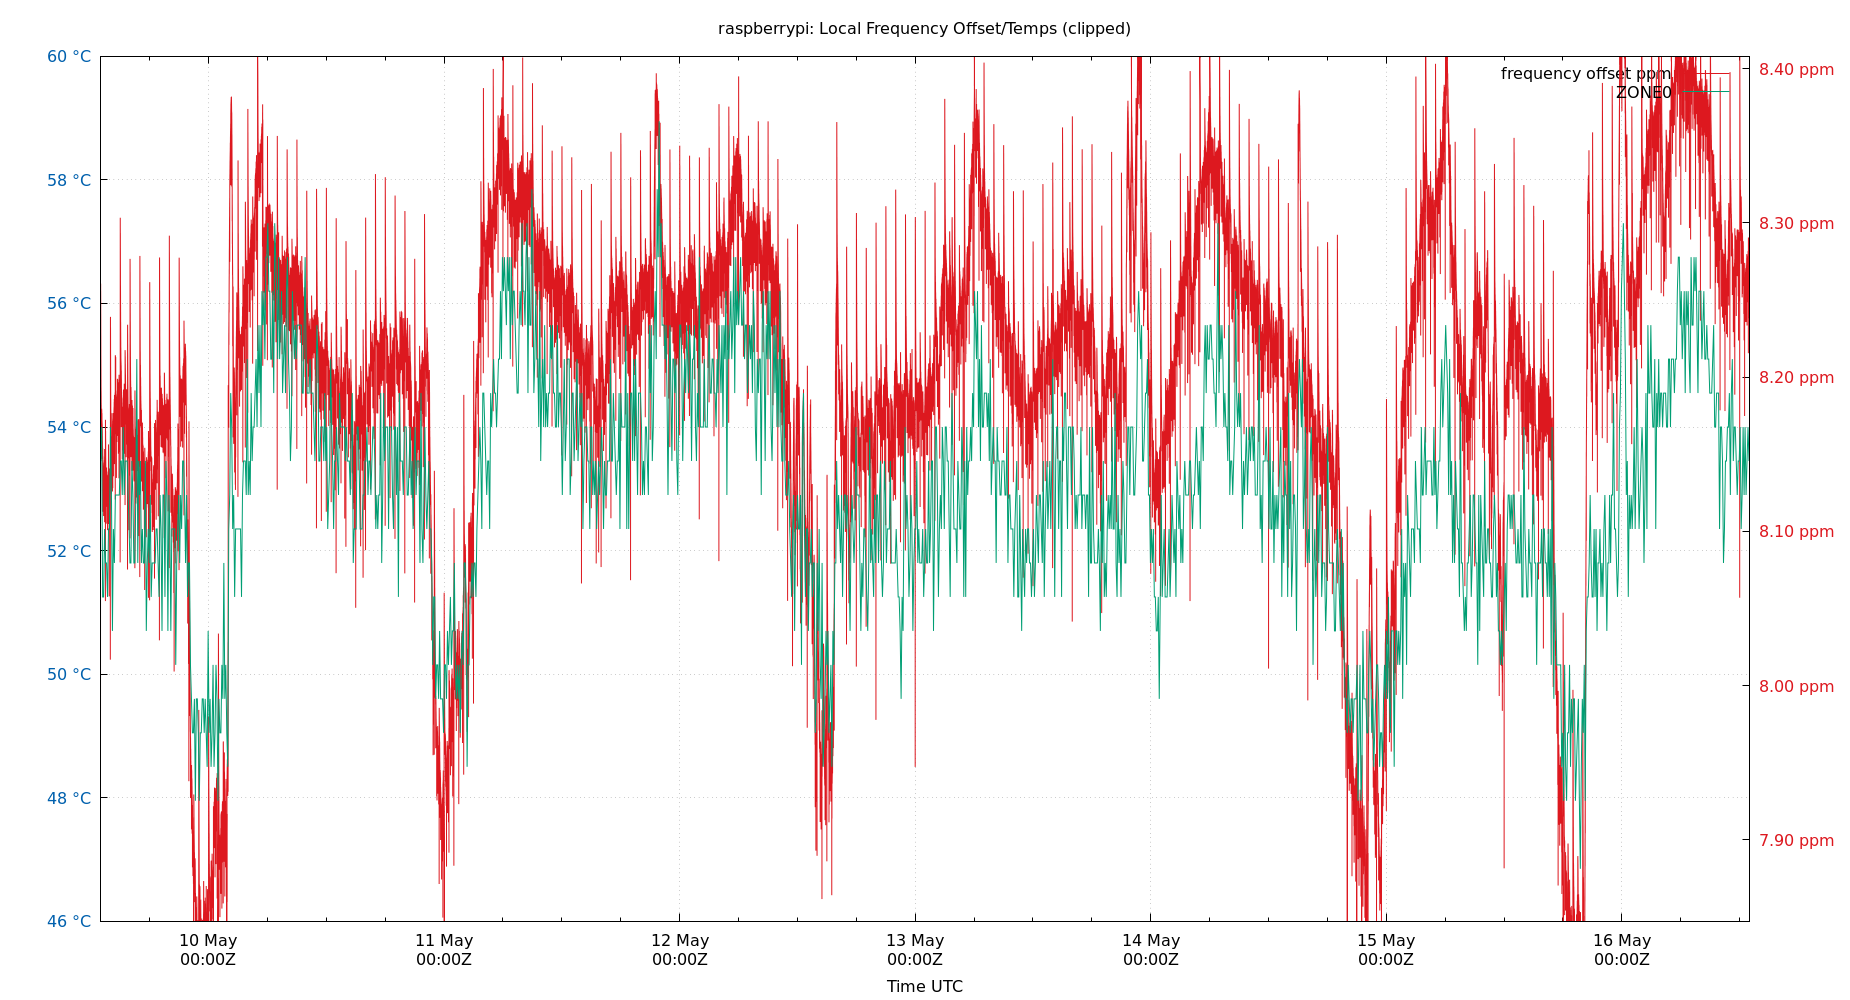 raspberrypi: Local Frequency Offset/Temps (clipped)
60 °C
58 °C
56 °C
54 °C
52 °C
50 °C
48 °C
46 °C
8.40 ppm
8.30 ppm
8.20 ppm
8.10 ppm
8.00 ppm
7.90 ppm
frequency offset ppm
ZONE0
10 May
00:00Z
11 May
00:00Z
12 May
00:00Z
13 May
00:00Z
14 May
00:00Z
15 May
00:00Z
16 May
00:00Z
Time UTC